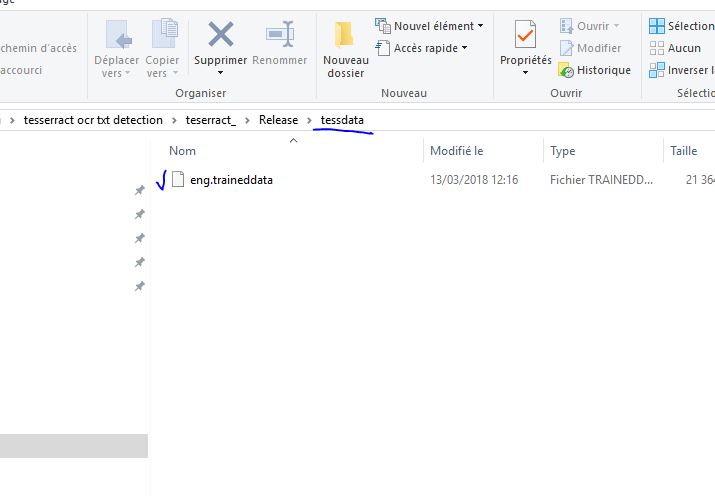 chemin d'accès
accourci
Déplacer vers
Copier vers
Supprimer
Renommer
Organiser
Nouveau dossier
Nouvel élément
Accès rapide
Nouveau
Propriétés
Ouvrir
Modifier
Historique
Ouvrir
Sélection
Aucun
Inverser l
Sélectio
tesserract ocr txt detection > teserract_ > Release > tessdata
Nom Modifié le Type Taille
eng.traineddata 13/03/2018 12:16 Fichier TRAINEDD... 21 364